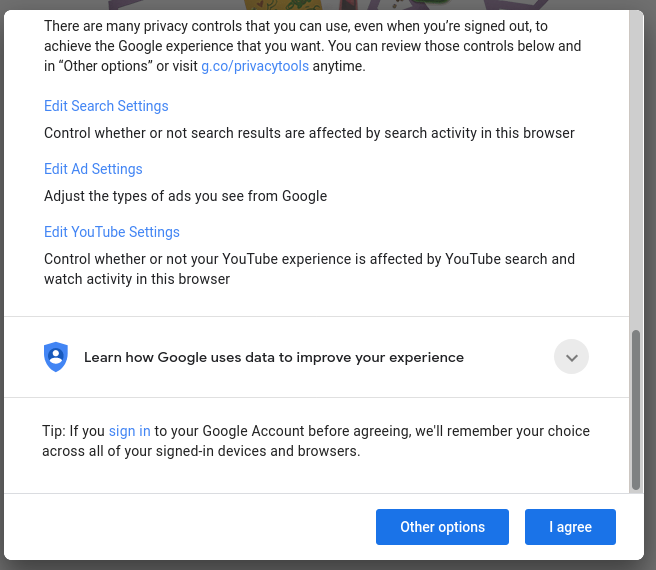 There are many privacy controls that you can use, even when you’re signed out, to
achieve the Google experience that you want. You can review those controls below and
in “Other options” or visit g.co/privacytools anytime.
Edit Search Settings
Control whether or not search results are affected by search activity in this browser
Edit Ad Settings
Adjust the types of ads you see from Google
Edit YouTube Settings
Control whether or not your YouTube experience is affected by YouTube search and
watch activity in this browser
Learn how Google uses data to improve your experience
Tip: If you sign in to your Google Account before agreeing, we'll remember your choice
across all of your signed-in devices and browsers.
Other options
I agree